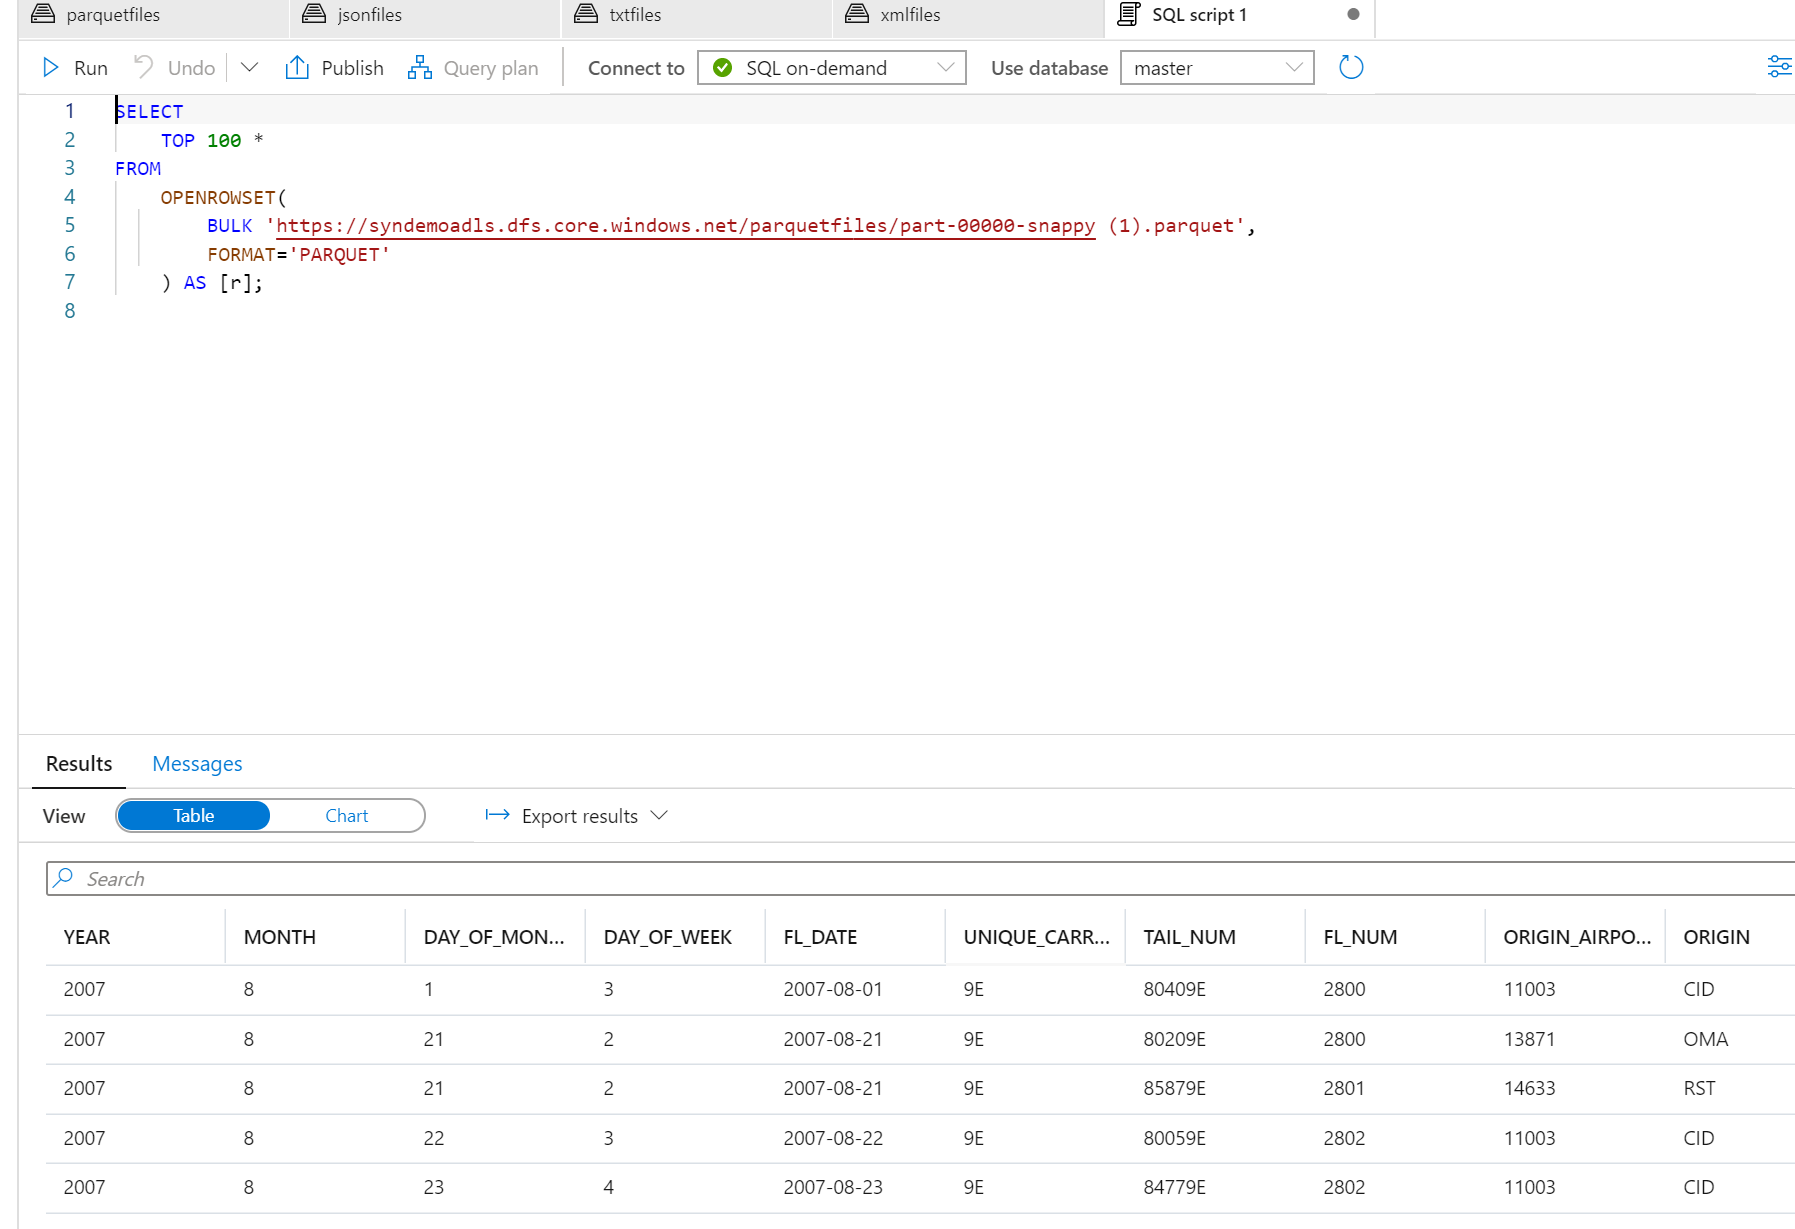 parquetfiles jsonfiles txtfiles xmlfiles SQL script 1
Run Undo Publish Query plan Connect to SQL on-demand Use database master
1 SELECT
2 TOP 100 *
3 FROM
4 OPENROWSET(
5 BULK 'https://syndemoadls.dfs.core.windows.net/parquetfiles/part-00000-snappy (1).parquet',
6 FORMAT='PARQUET'
7 ) AS [r];
8
Results Messages
View Table Chart Export results
Search
YEAR MONTH DAY_OF_MON... DAY_OF_WEEK FL_DATE UNIQUE_CARR... TAIL_NUM FL_NUM ORIGIN_AIRPO... ORIGIN
2007 8 1 3 2007-08-01 9E 80409E 2800 11003 CID
2007 8 21 2 2007-08-21 9E 80209E 2800 13871 OMA
2007 8 21 2 2007-08-21 9E 85879E 2801 14633 RST
2007 8 22 3 2007-08-22 9E 80059E 2802 11003 CID
2007 8 23 4 2007-08-23 9E 84779E 2802 11003 CID